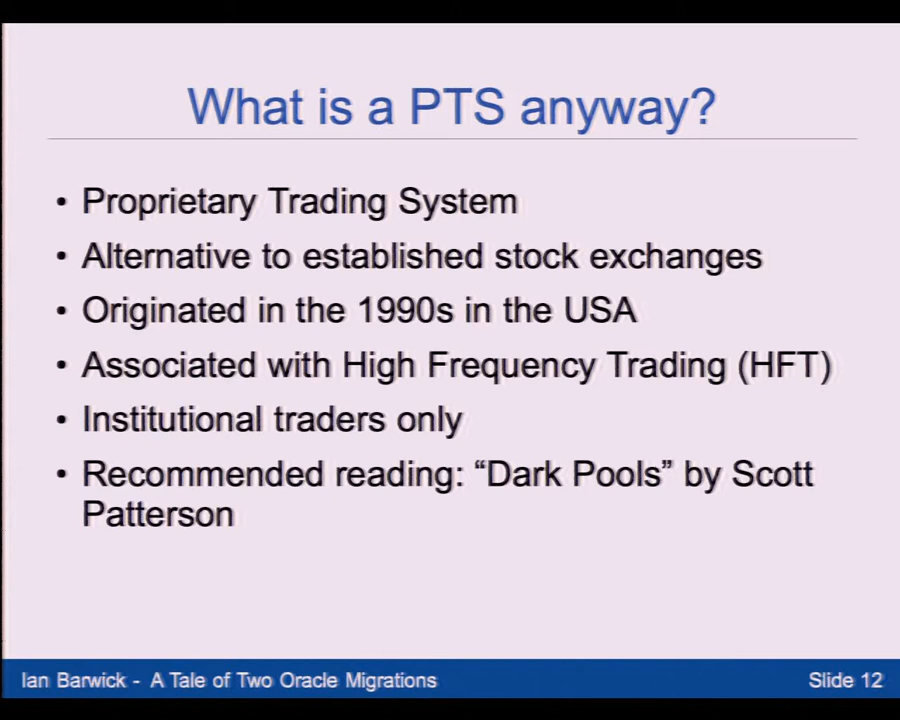 What is a PTS anyway?
• Proprietary Trading System
• Alternative to established stock exchanges
• Originated in the 1990s in the USA
• Associated with High Frequency Trading (HFT)
• Institutional traders only
• Recommended reading: “Dark Pools” by Scott
Patterson
Ian Barwick - A Tale of Two Oracle Migrations
Slide 12